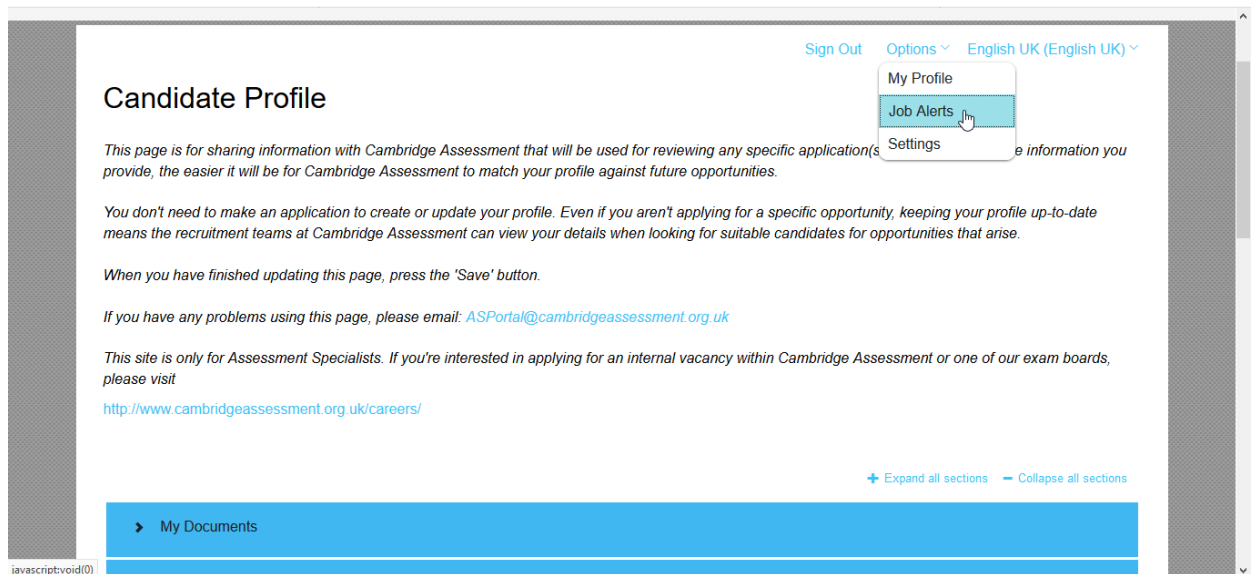 Sign Out Options English UK (English UK)
My Profile
Job Alerts
Settings
Candidate Profile
This page is for sharing information with Cambridge Assessment that will be used for reviewing any specific application(s e information you
provide, the easier it will be for Cambridge Assessment to match your profile against future opportunities.
You don't need to make an application to create or update your profile. Even if you aren't applying for a specific opportunity, keeping your profile up-to-date
means the recruitment teams at Cambridge Assessment can view your details when looking for suitable candidates for opportunities that arise.
When you have finished updating this page, press the 'Save' button.
If you have any problems using this page, please email: ASPortal@cambridgeassessment.org.uk
This site is only for Assessment Specialists. If you're interested in applying for an internal vacancy within Cambridge Assessment or one of our exam boards,
please visit
http://www.cambridgeassessment.org.uk/careers/
Expand all sections Collapse all sections
My Documents
javascript:void(0)